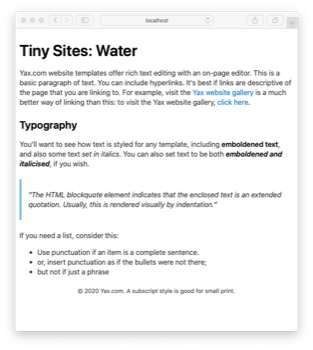 localhost
Tiny Sites: Water
Yax.com website templates offer rich text editing with an on-page editor. This is a
basic paragraph of text. You can include hyperlinks. It's best if links are descriptive of
the page that you are linking to. For example, visit the Yax website gallery is a much
better way of linking than this: to visit the Yax website gallery, click here.
Typography
You'll want to see how text is styled for any template, including emboldened text,
and also some text set in italics. You can also set text to be both emboldened and
italicised, if you wish.
“The HTML blockquote element indicates that the enclosed text is an extended
quotation. Usually, this is rendered visually by indentation.”
If you need a list, consider this:
• Use punctuation if an item is a complete sentence.
• or, insert punctuation as if the bullets were not there;
• but not if just a phrase
© 2020 Yax.com. A subscript style is good for small print.